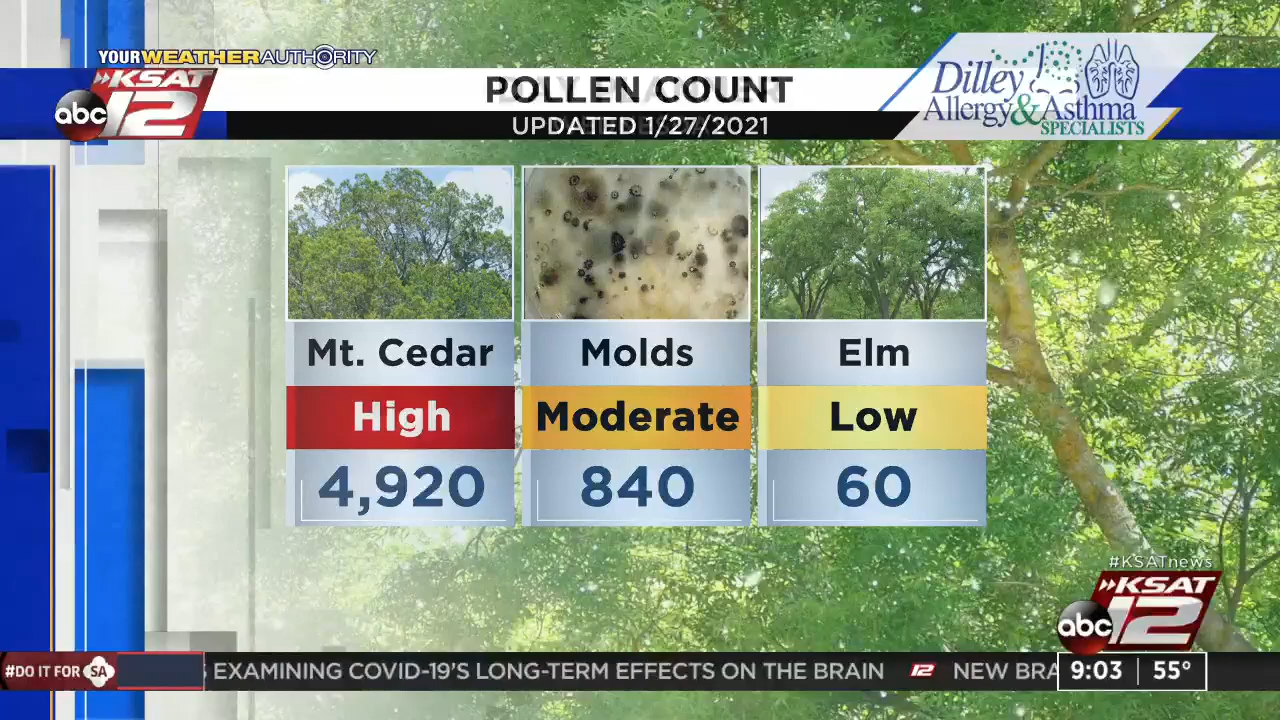 YOUR WEATHER AUTHORITY
KSAT
abc 12
POLLEN COUNT
UPDATED 1/27/2021
Dilley
Allergy & Asthma
SPECIALISTS
Mt. Cedar
High
4,920
Molds
Moderate
840
Elm
Low
60
#KSATnews
KSAT
abc 12
#DO IT FOR SA
EXAMINING COVID-19'S LONG-TERM EFFECTS ON THE BRAIN 12 NEW BRA
9:03 55°